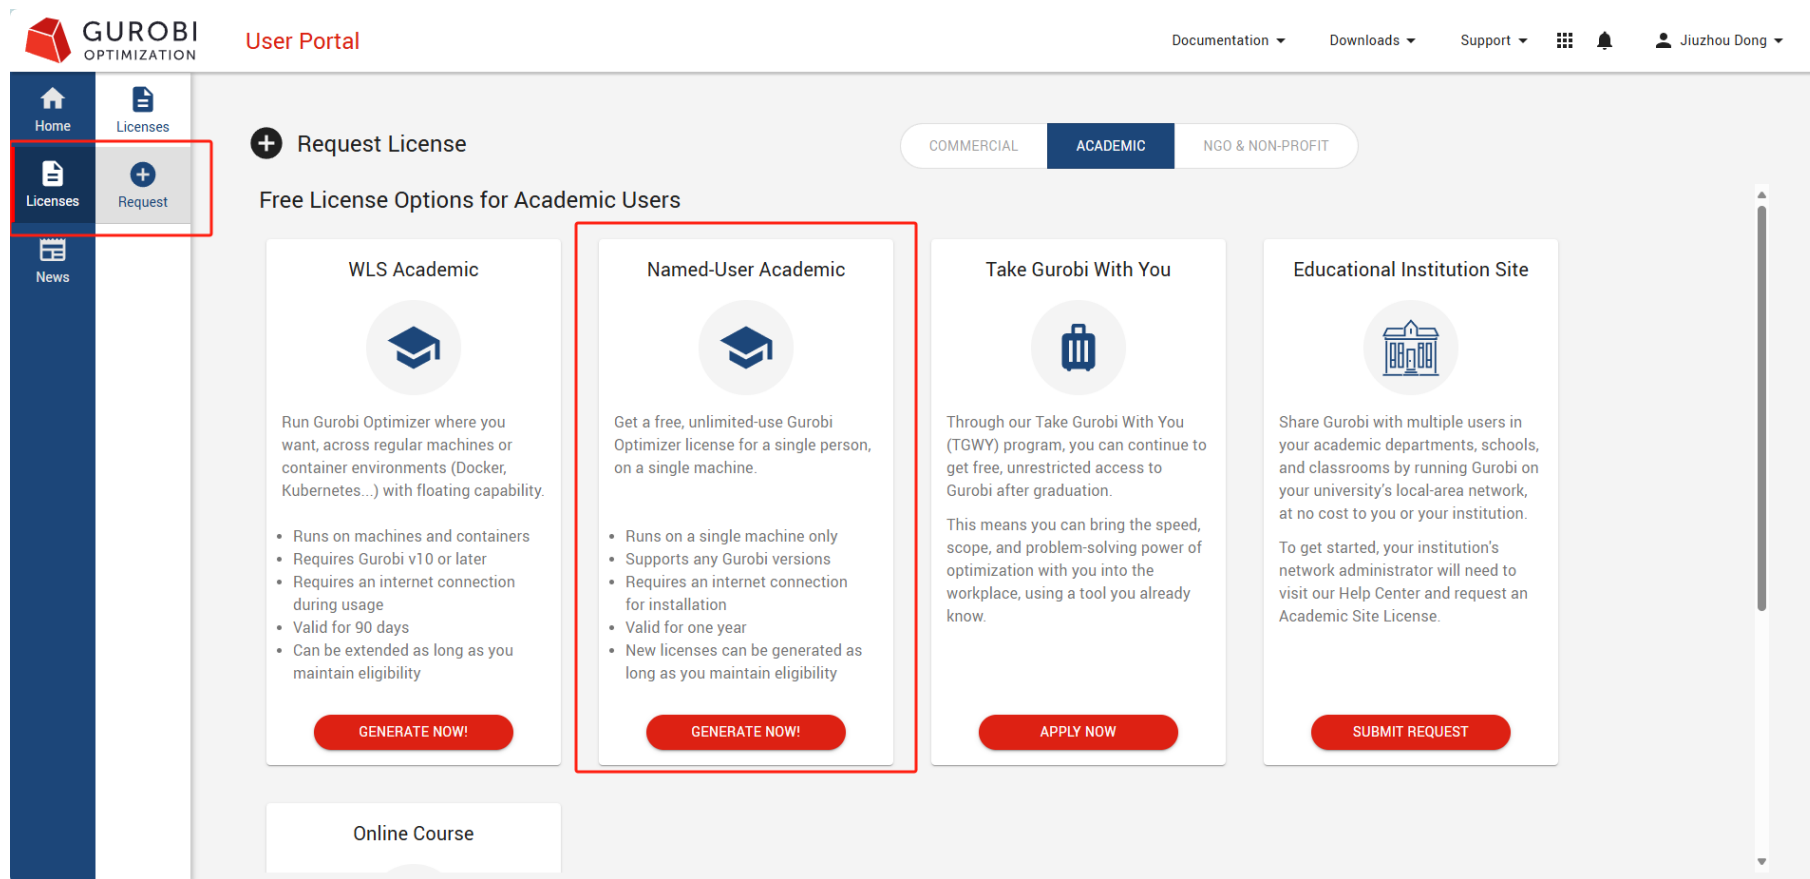 GUROBI
OPTIMIZATION
User Portal
Documentation
Downloads
Support
Jiuzhou Dong
Home
Licenses
News
Licenses
Request
Request License
COMMERCIAL
ACADEMIC
NGO & NON-PROFIT
Free License Options for Academic Users
WLS Academic
Run Gurobi Optimizer where you
want, across regular machines or
container environments (Docker,
Kubernetes...) with floating capability.
• Runs on machines and containers
• Requires Gurobi v10 or later
• Requires an internet connection
during usage
• Valid for 90 days
• Can be extended as long as you
maintain eligibility
GENERATE NOW!
Named-User Academic
Get a free, unlimited-use Gurobi
Optimizer license for a single person,
on a single machine.
• Runs on a single machine only
• Supports any Gurobi versions
• Requires an internet connection
for installation
• Valid for one year
• New licenses can be generated as
long as you maintain eligibility
GENERATE NOW!
Take Gurobi With You
Through our Take Gurobi With You
(TGWY) program, you can continue to
get free, unrestricted access to
Gurobi after graduation.
This means you can bring the speed,
scope, and problem-solving power of
optimization with you into the
workplace, using a tool you already
know.
APPLY NOW
Educational Institution Site
Share Gurobi with multiple users in
your academic departments, schools,
and classrooms by running Gurobi on
your university's local-area network,
at no cost to you or your institution.
To get started, your institution's
network administrator will need to
visit our Help Center and request an
Academic Site License.
SUBMIT REQUEST
Online Course